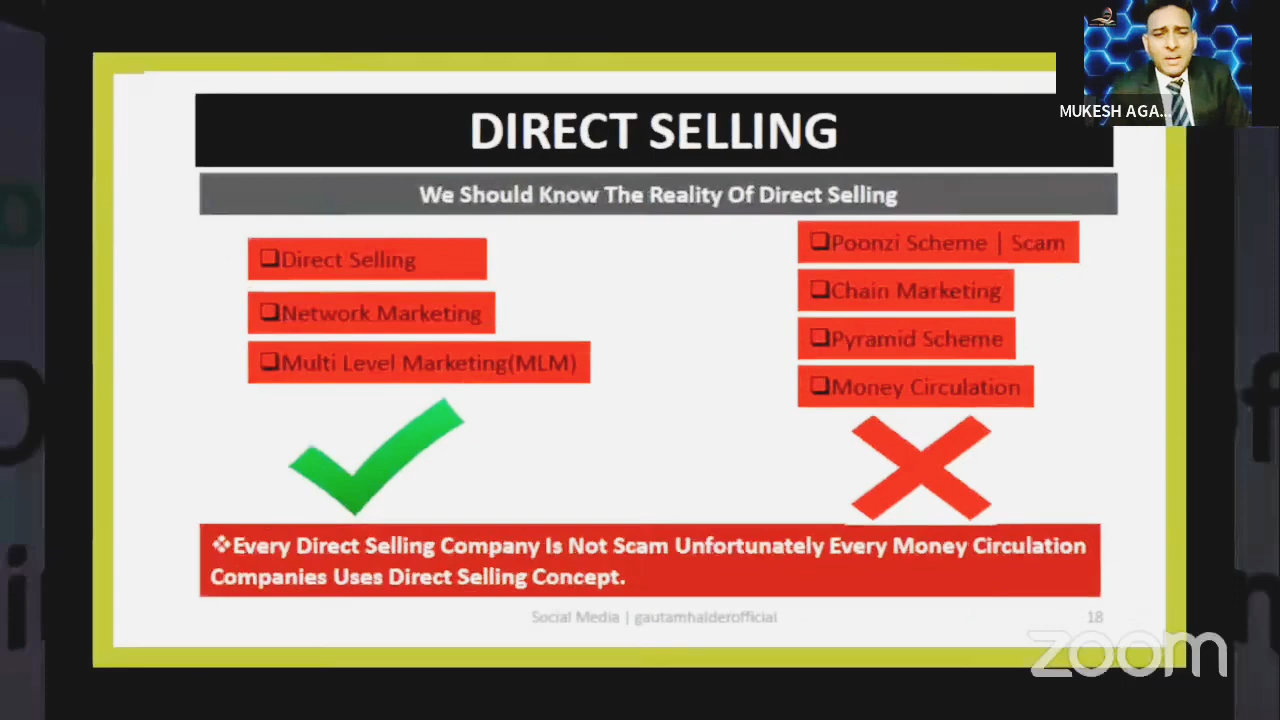 MUKESH AGA...
DIRECT SELLING
We Should Know The Reality Of Direct Selling
❑Direct Selling
❑Network Marketing
❑Multi Level Marketing(MLM)
❑Poonzi Scheme | Scam
❑Chain Marketing
❑Pyramid Scheme
❑Money Circulation
❖Every Direct Selling Company Is Not Scam Unfortunately Every Money Circulation
Companies Uses Direct Selling Concept.
Social Media | gautamhalderofficial
18
zoom